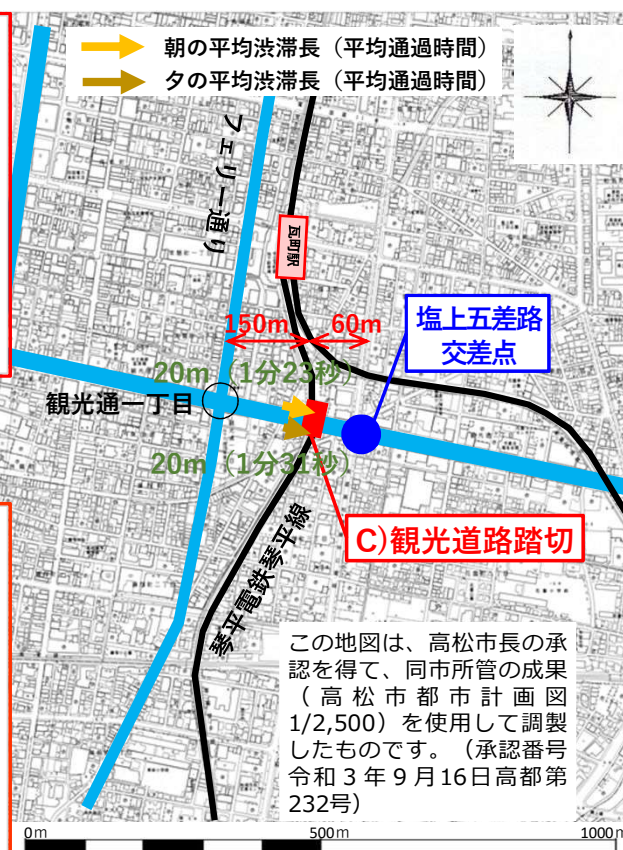 朝の平均渋滞長（平均通過時間）
夕の平均渋滞長（平均通過時間）
フェリー通り
瓦町駅
150m
60m
塩上五差路
交差点
20m（1分23秒）
観光通一丁目
20m（1分31秒）
C)観光道路踏切
琴平電鉄琴平線
この地図は、高松市長の承
認を得て、同市所管の成果
（高松市都市計画図
1/2,500）を使用して調製
したものです。（承認番号
令和３年９月16日高都第
232号）
0m
500m
1000m